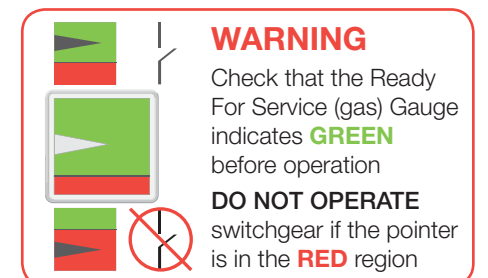 WARNING
Check that the Ready
For Service (gas) Gauge
indicates GREEN
before operation
DO NOT OPERATE
switchgear if the pointer
is in the RED region